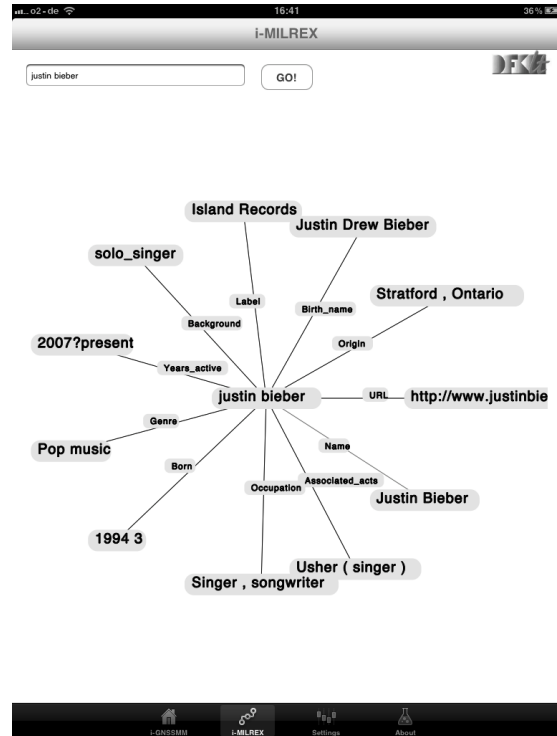 o2-de 16:41 36%
i-MILREX
justin bieber GO! DFKI
Island Records
Justin Drew Bieber
solo_singer
Stratford , Ontario
Label
Birth_name
Background
2007?present
Origin
Years_active
justin bieber
URL
http://www.justinbie
Genre
Name
Pop music
Born
Occupation
Associated_acts
Justin Bieber
1994 3
Usher ( singer )
Singer , songwriter
i-GNSSMM i-MILREX Settings About